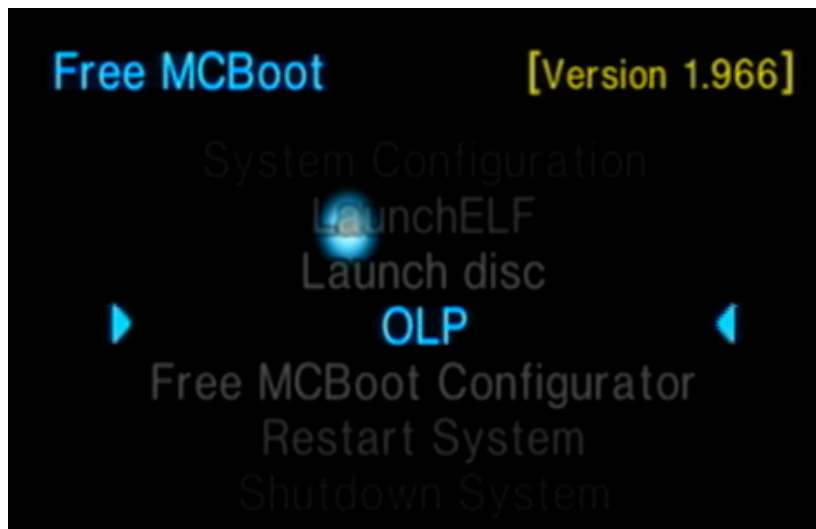 Free MCBoot [Version 1.966]
System Configuration
LaunchELF
Launch disc
OLP
Free MCBoot Configurator
Restart System
Shutdown System